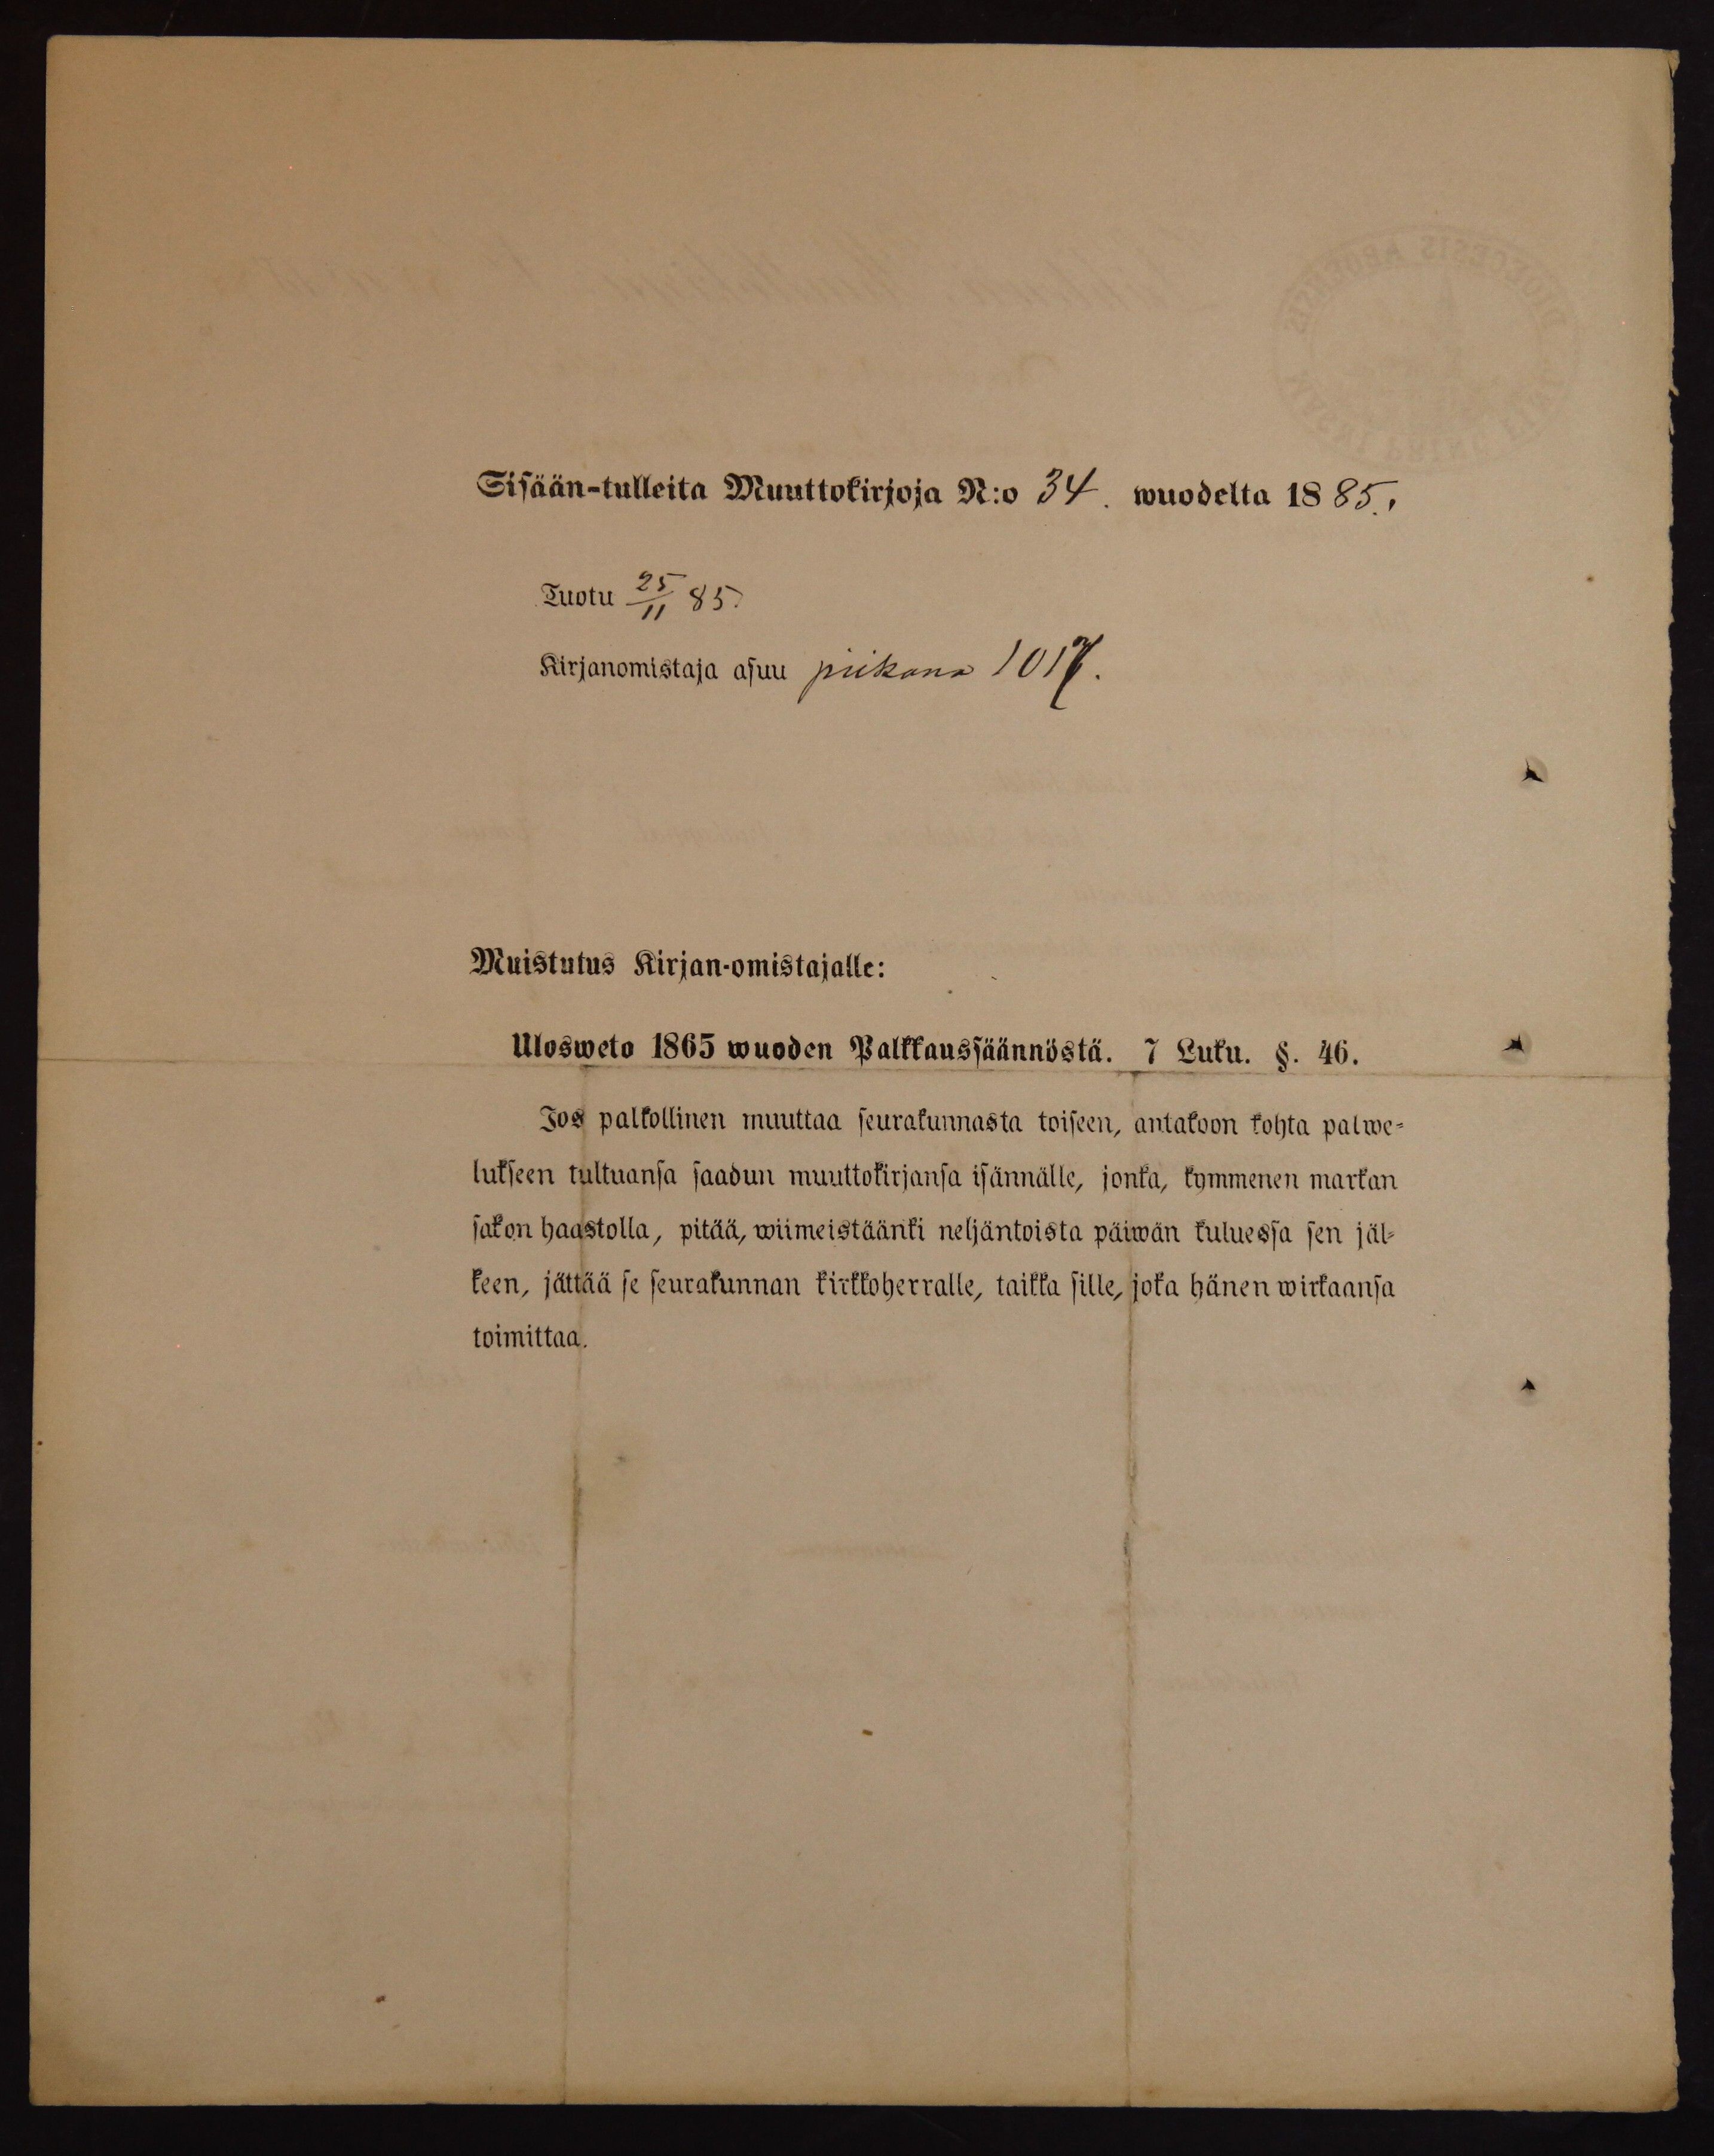 Sisään-tulleita Muuttokirjoja N:o 34. wuodelta 1885.
Tuotu 25/11 85.
Kirjanomistaja asuu piikana 1017.
Muistutus Kirjan-omistajalle:
Ulosweto 1865 wuoden Palkkaussäännöstä. 7 Luku. §. 46.
Jos palkollinen muuttaa seurakunnasta toiseen, antakoon kohta palwe-
lukseen tultuansa saadun muuttokirjansa isännälle, jonka, kymmenen markan
sakon haastolla, pitää, wiimeistäänki neljäntoista päiwän kuluessa sen jäl-
keen, jättää se seurakunnan kirkkoherralle, taikka sille, joka hänen wirkaansa
toimittaa.